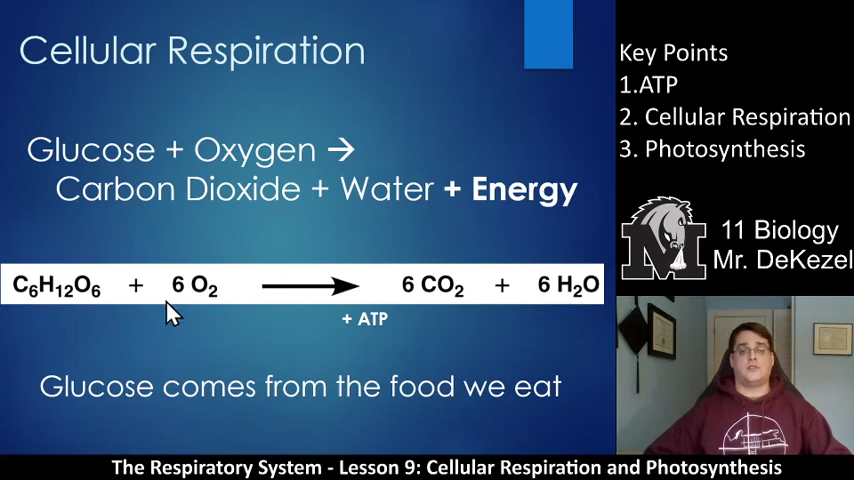 Cellular Respiration
Glucose + Oxygen →
Carbon Dioxide + Water + Energy
C₆H₁₂O₆ + 6 O₂ ⟶ 6 CO₂ + 6 H₂O
+ ATP
Glucose comes from the food we eat
Key Points
1.ATP
2. Cellular Respiration
3. Photosynthesis
M
11 Biology
Mr. DeKezel
The Respiratory System - Lesson 9: Cellular Respiration and Photosynthesis